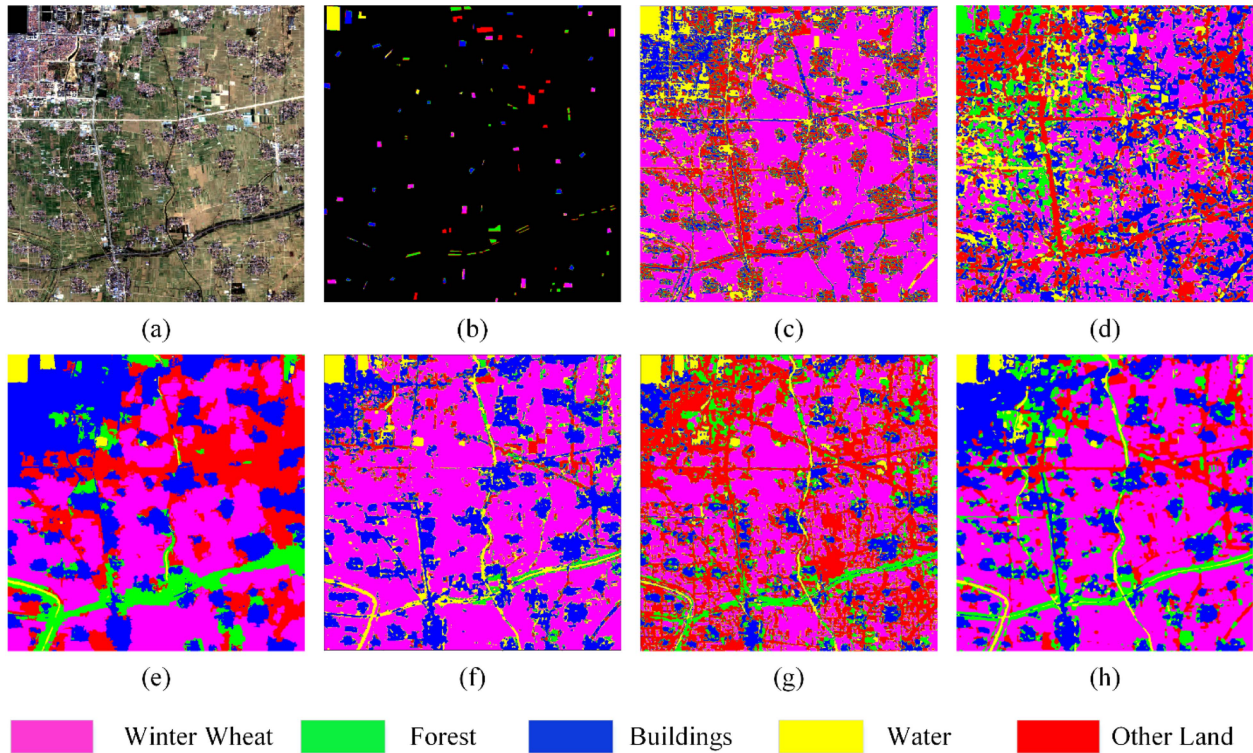 (a) (b) (c) (d)
(e) (f) (g) (h)
Winter Wheat Forest Buildings Water Other Land